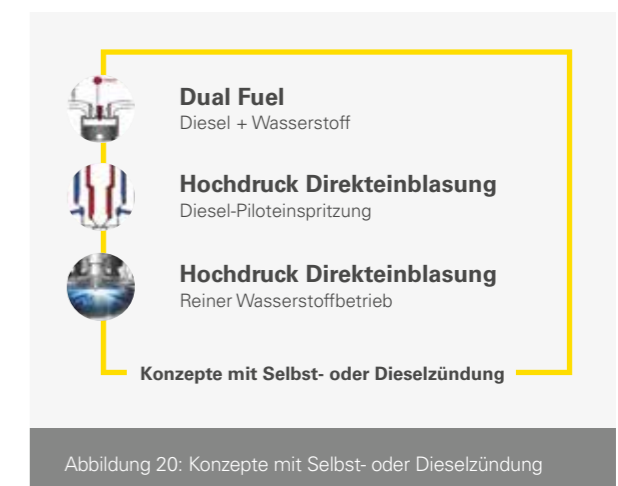 Dual Fuel
Diesel + Wasserstoff
Hochdruck Direkteinblasung
Diesel-Piloteinspritzung
Hochdruck Direkteinblasung
Reiner Wasserstoffbetrieb
Konzepte mit Selbst- oder Dieselzündung
Abbildung 20: Konzepte mit Selbst- oder Dieselzündung